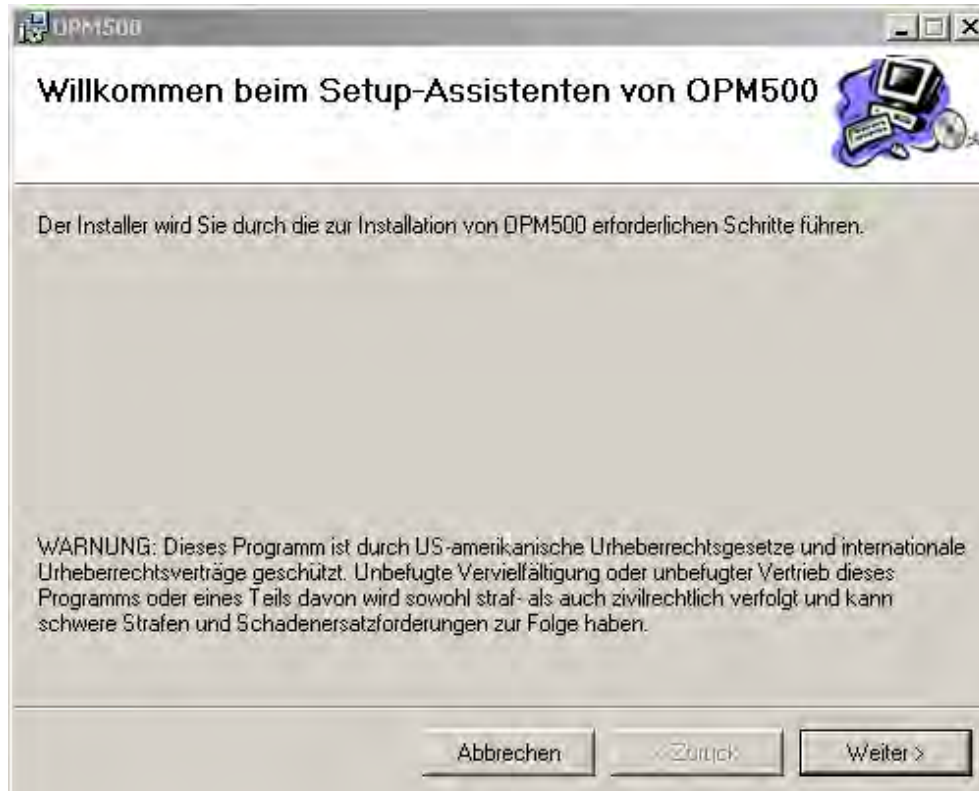 OPM500
Willkommen beim Setup-Assistenten von OPM500
Der Installer wird Sie durch die zur Installation von OPM500 erforderlichen Schritte führen.
WARNUNG: Dieses Programm ist durch US-amerikanische Urheberrechtsgesetze und internationale
Urheberrechtsverträge geschützt. Unbefugte Vervielfältigung oder unbefugter Vertrieb dieses
Programms oder eines Teils davon wird sowohl straf- als auch zivilrechtlich verfolgt und kann
schwere Strafen und Schadenersatzforderungen zur Folge haben.
Abbrechen
< Zurück
Weiter >